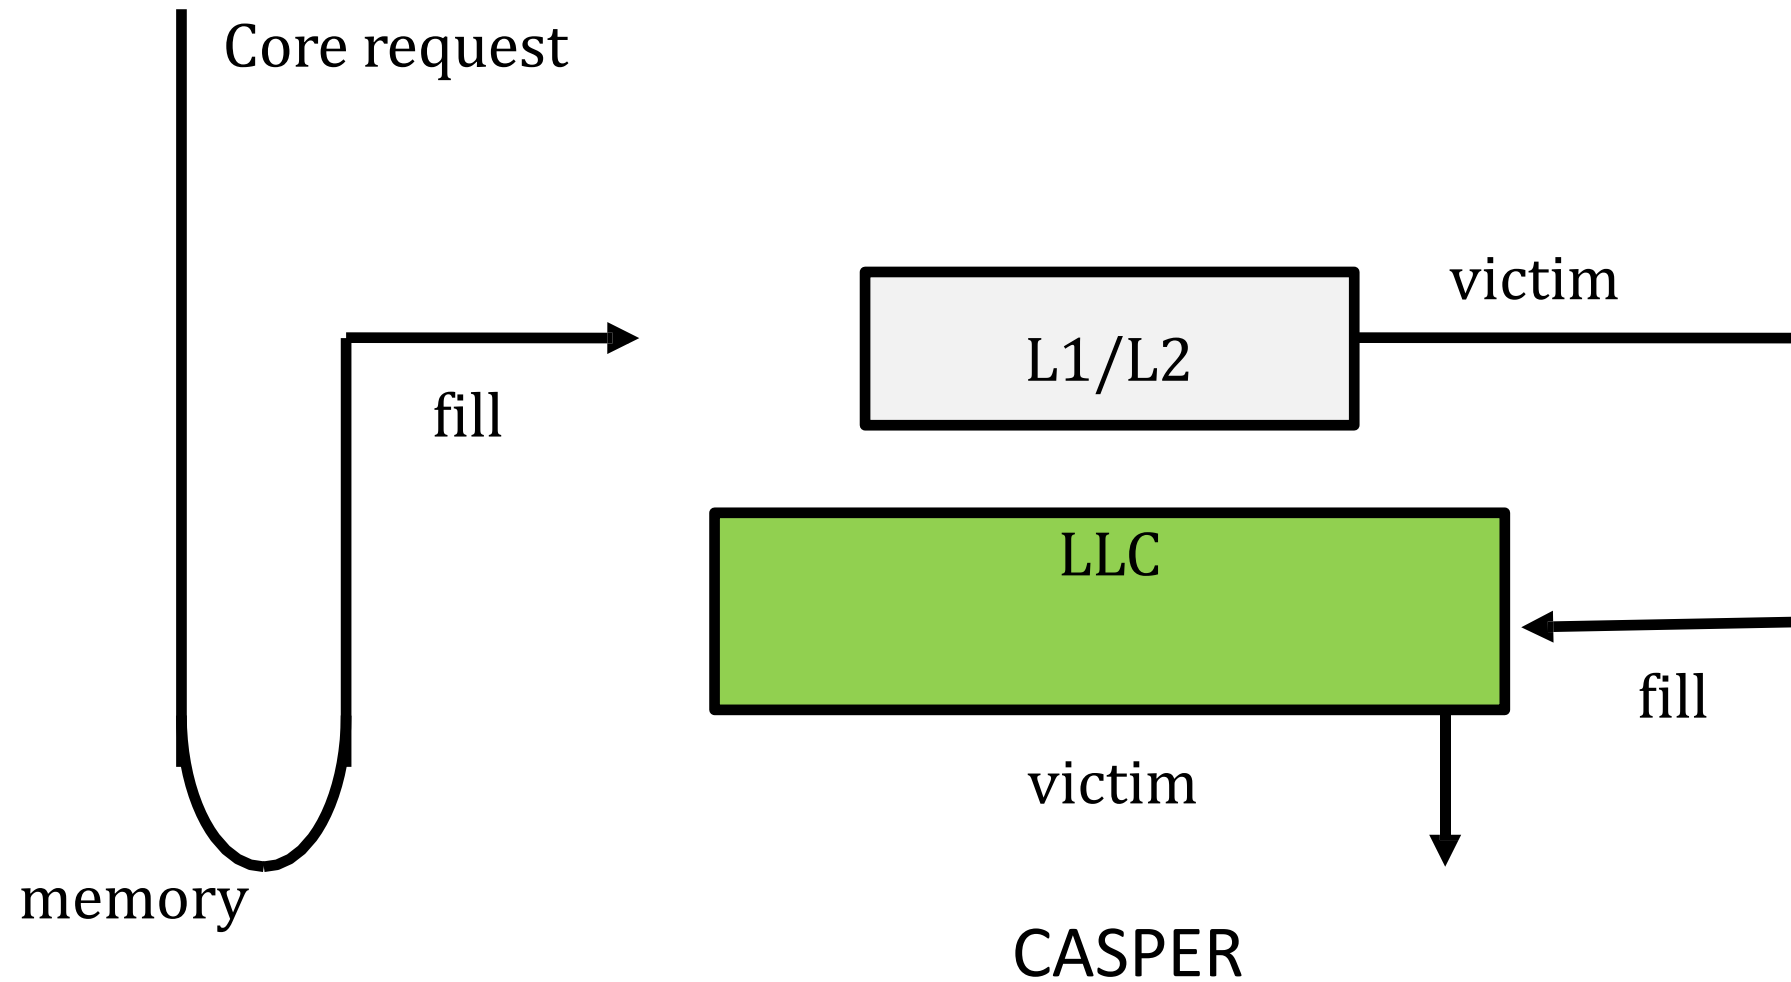 Core request
victim
L1/L2
fill
LLC
fill
victim
memory
CASPER